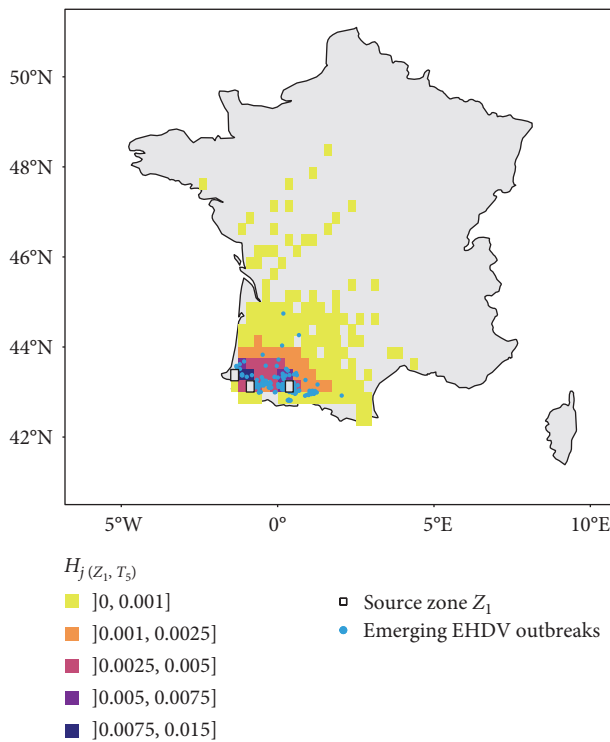 50°N
48°N
46°N
44°N
42°N
5°W 0° 5°E 10°E
H j (Z1, T5)
]0, 0.001]
]0.001, 0.0025]
]0.0025, 0.005]
]0.005, 0.0075]
]0.0075, 0.015]
Source zone Z1
Emerging EHDV outbreaks